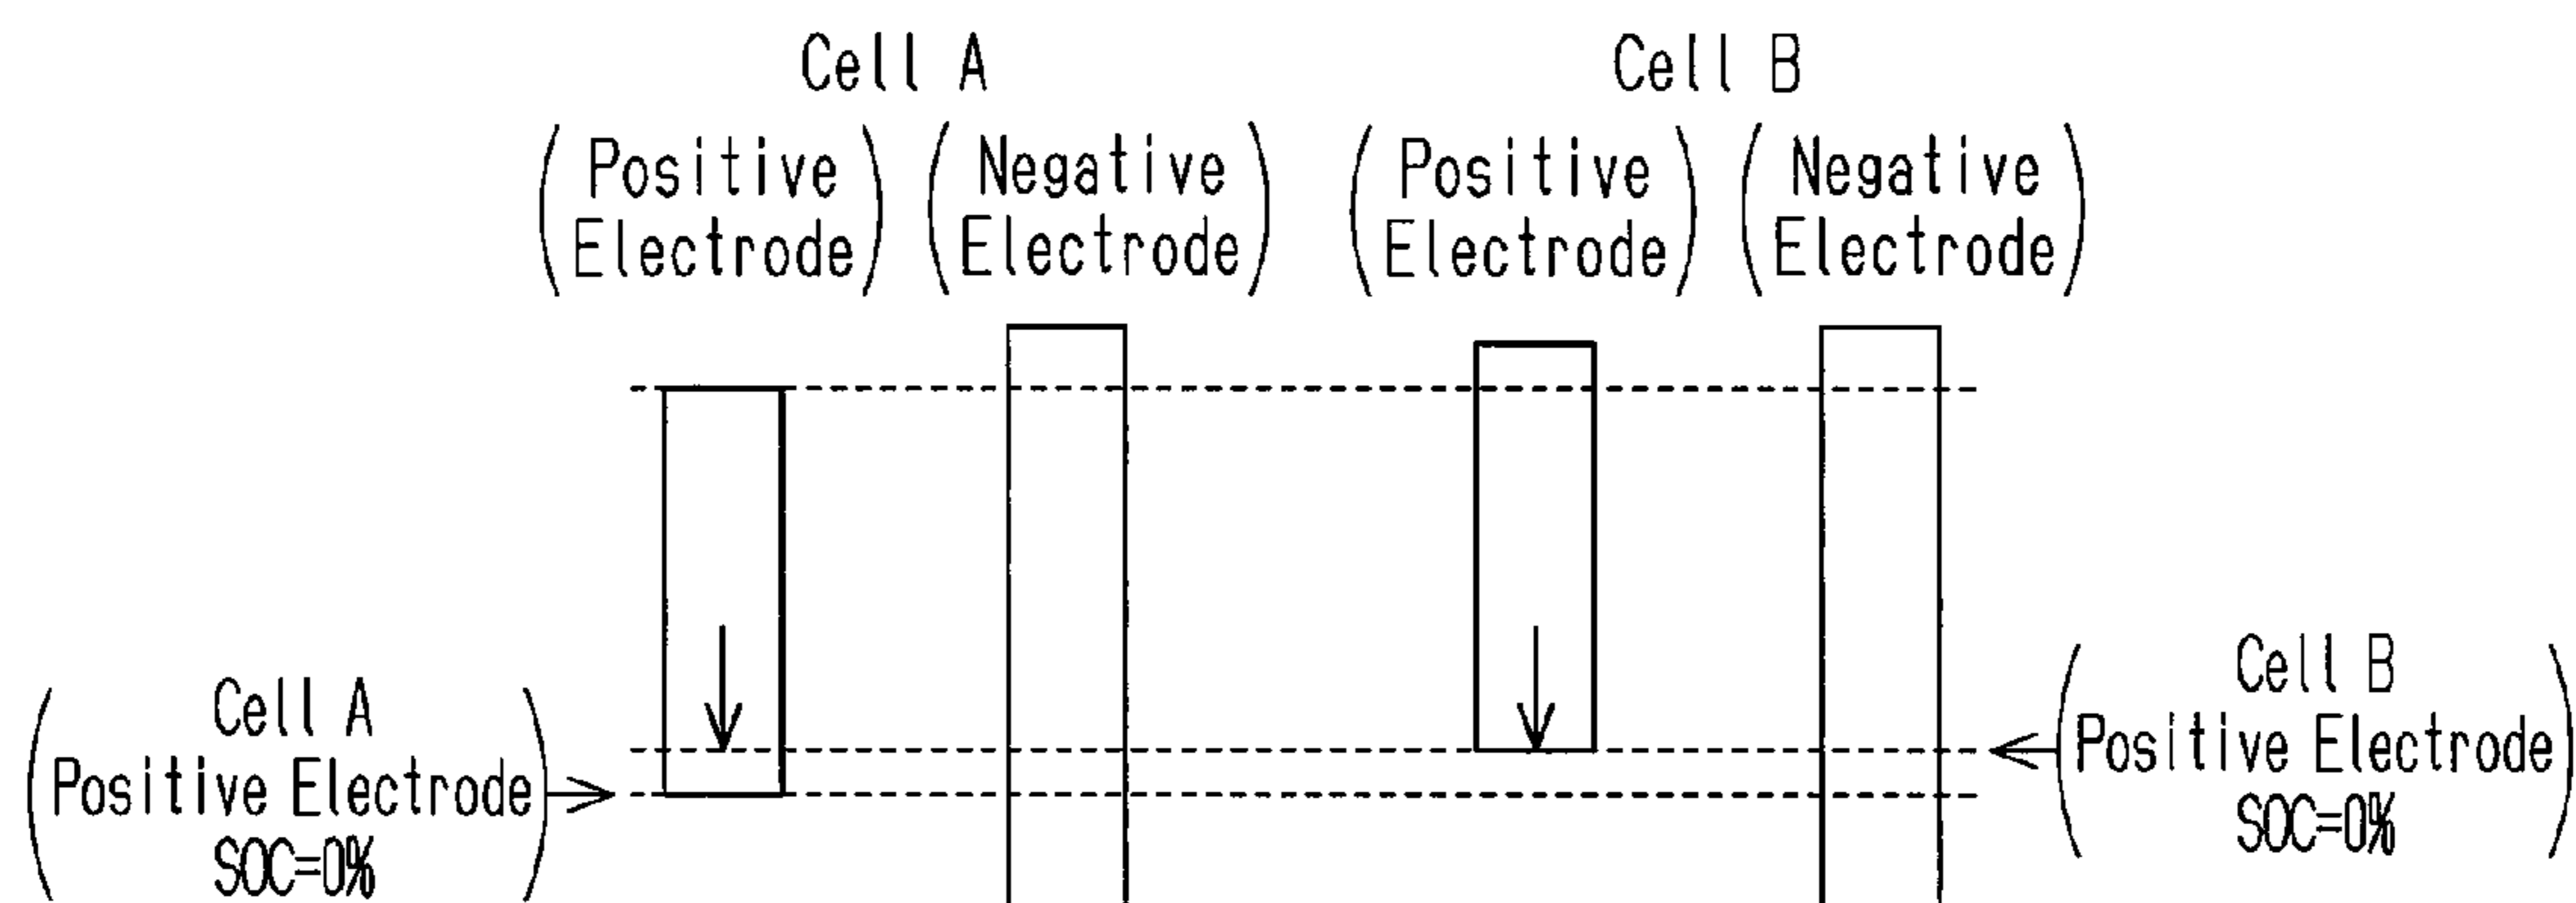 Cell A
(Positive Electrode)
(Negative Electrode)
Cell B
(Positive Electrode)
(Negative Electrode)
Cell A
(Positive Electrode
SOC=0%)
Cell B
(Positive Electrode
SOC=0%)